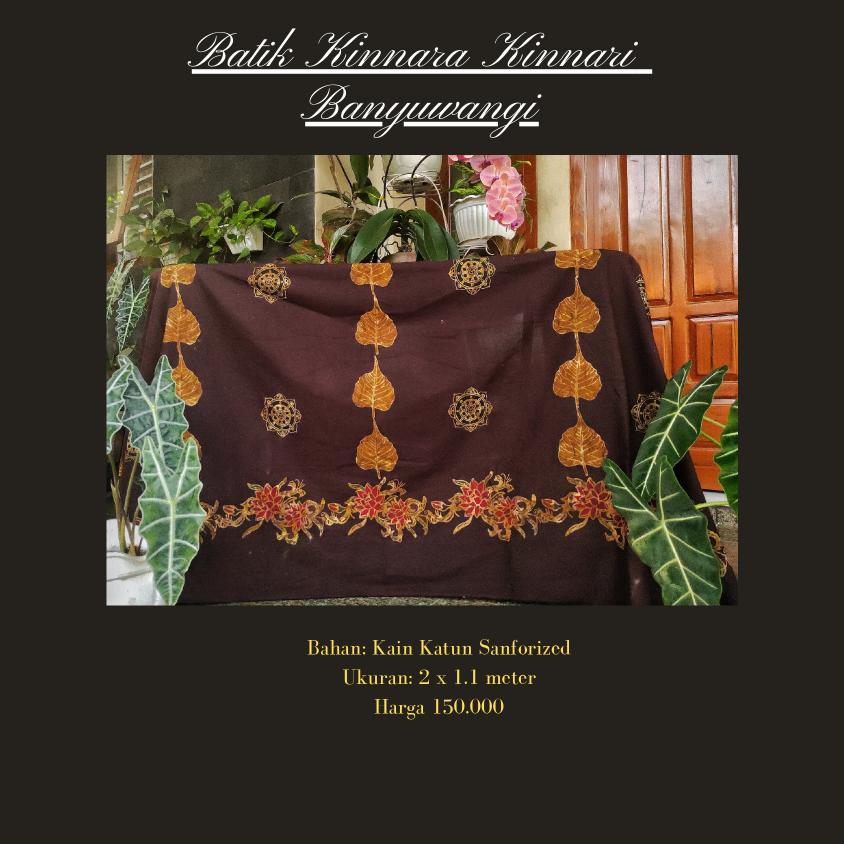 Batik Kinnara Kinnari
Banyuwangi
Bahan: Kain Katun Sanforized
Ukuran: 2 x 1.1 meter
Harga 150.000